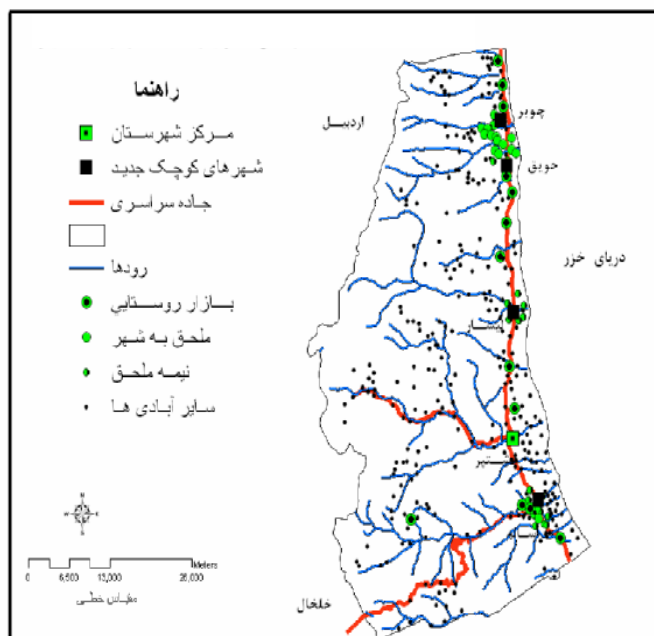 راهنما
مرکز شهرستان
شهرهای کوچک جدید
جاده سراسری
رودها
بازار روستایی
ملحق به شهر
نیمه ملحق
سایر آبادی ها
چوبر
اردبیل
حویق
دریای خزر
خلخال
N
W
E
S
Meters
0 6,500 13,000 26,000
مقیاس خطی